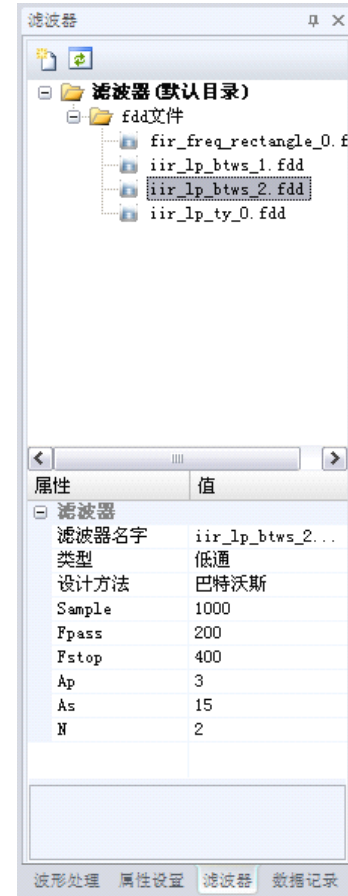 滤波器
滤波器(默认目录)
fdd文件
fir_freq_rectangle_0.f
iir_lp_btws_1.fdd
iir_lp_btws_2.fdd
iir_lp_ty_0.fdd
属性 值
滤波器
滤波器名字 iir_lp_btws_2...
类型 低通
设计方法 巴特沃斯
Sample 1000
Fpass 200
Fstop 400
Ap 3
As 15
N 2
波形处理 属性设置 滤波器 数据记录